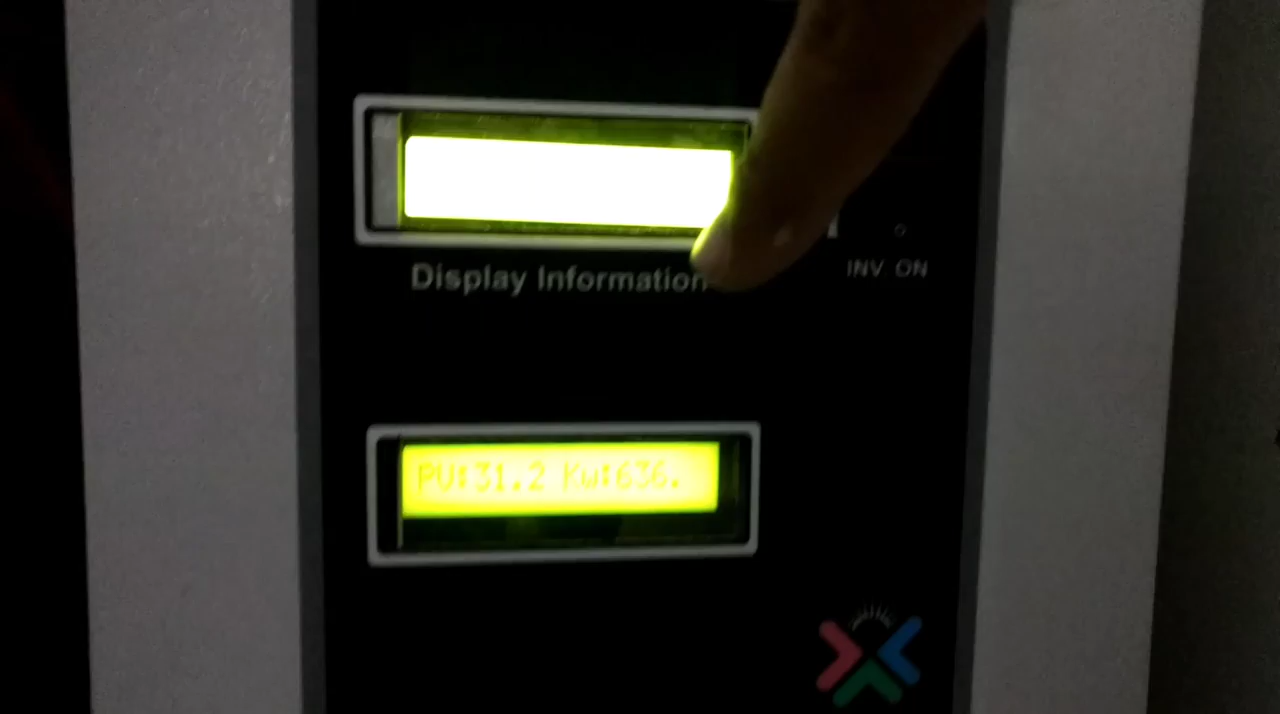 Display Information
INV. ON
PV:31.2 Kw:636.